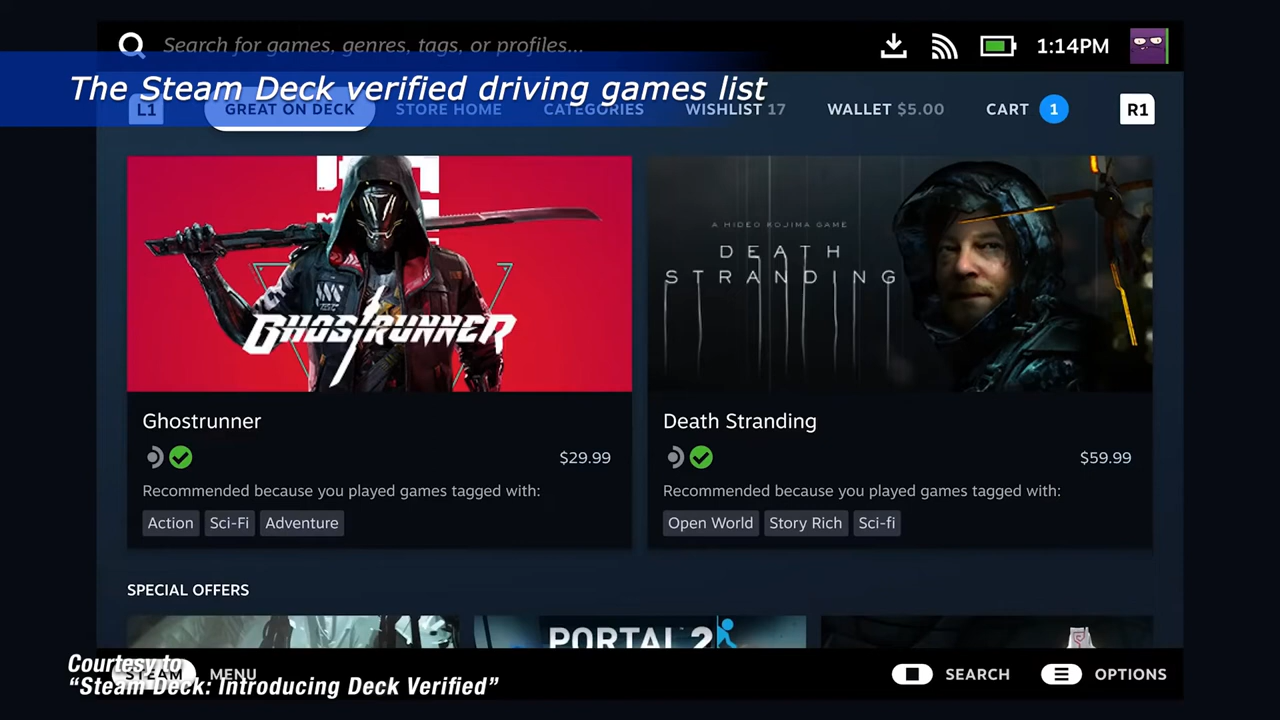 Search for games, genres, tags, or profiles...
1:14PM
The Steam Deck verified driving games list
L1
GREAT ON DECK
STORE HOME
CATEGORIES
WISHLIST 17
WALLET $5.00
CART 1
R1
GHOSTRUNNER
A HIDEO KOJIMA GAME
DEATH
STRANDING
Ghostrunner
$29.99
Recommended because you played games tagged with:
Action
Sci-Fi
Adventure
Death Stranding
$59.99
Recommended because you played games tagged with:
Open World
Story Rich
Sci-fi
SPECIAL OFFERS
PORTAL 2
Courtesy to
“Steam Deck: Introducing Deck Verified”
STEAM
MENU
SEARCH
OPTIONS